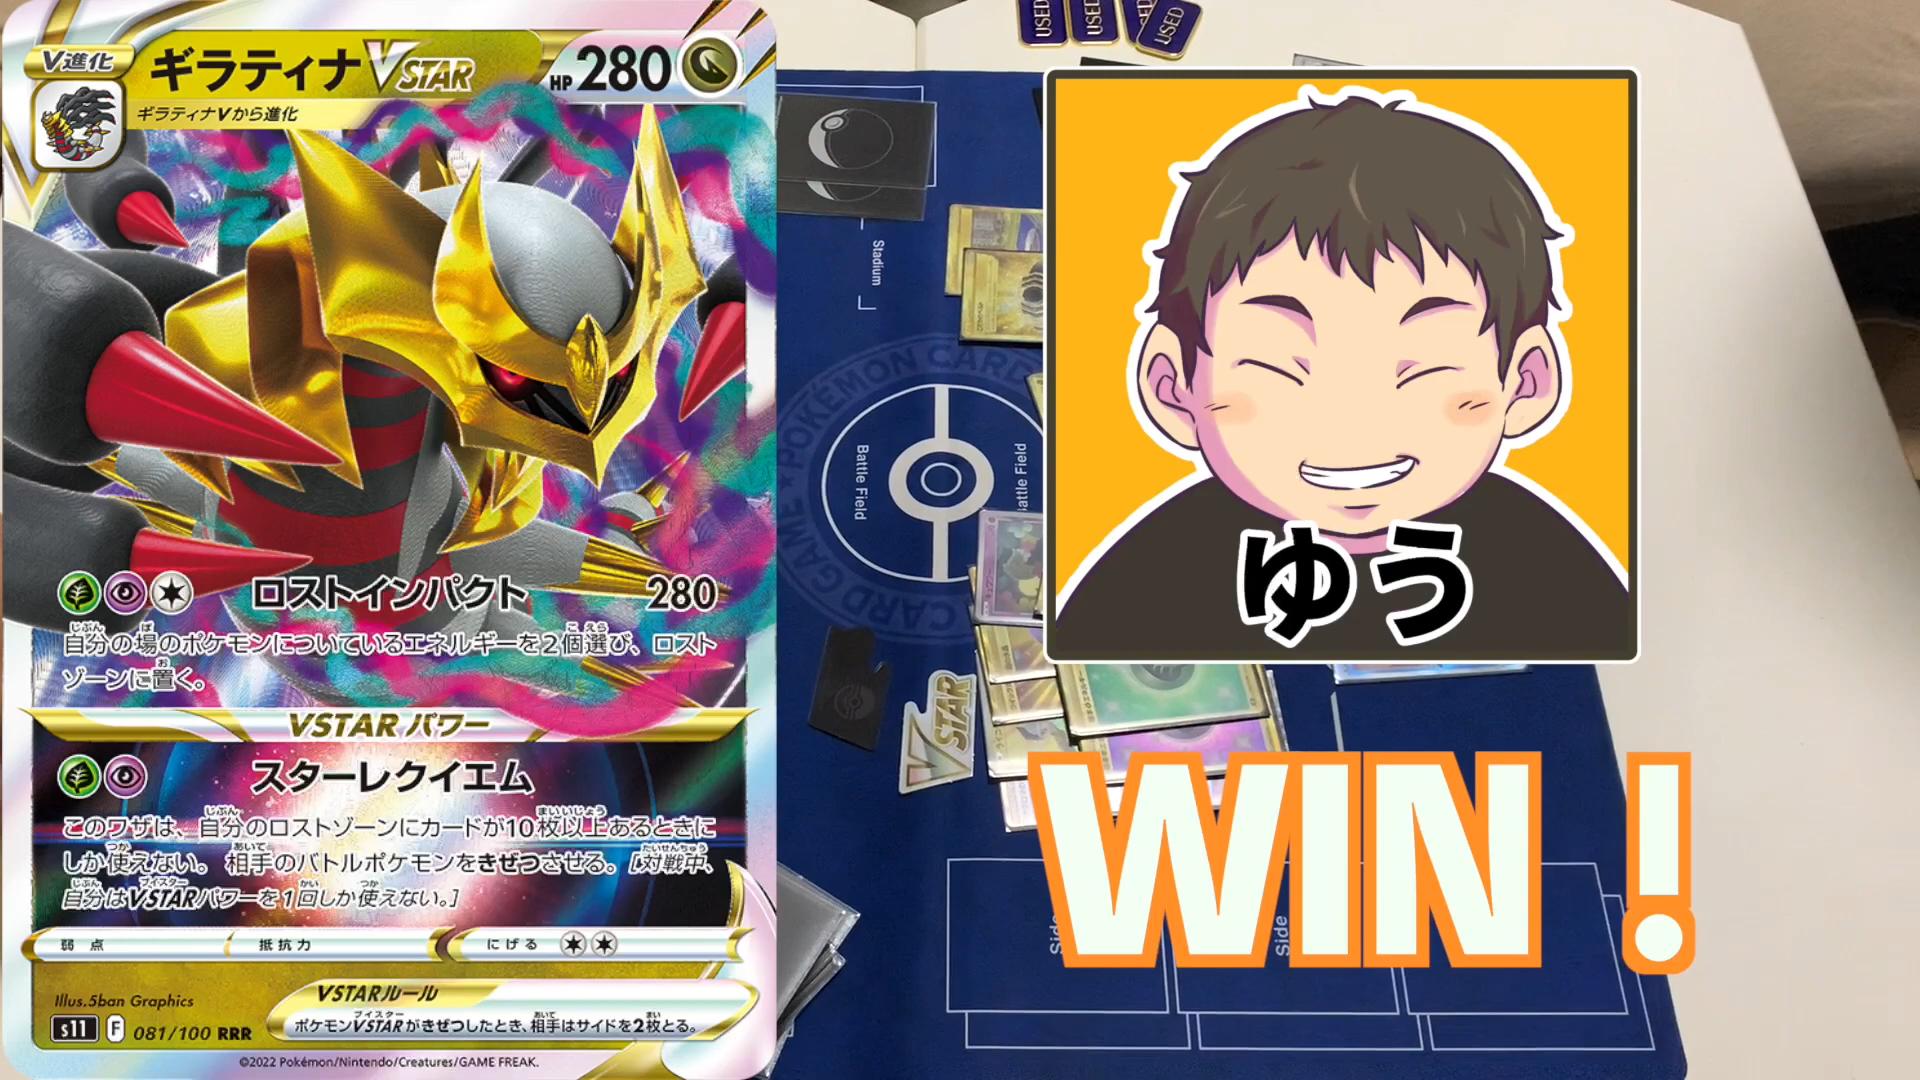 V進化
ギラティナVSTAR
HP 280
ギラティナVから進化
ロストインパクト 280
自分の場のポケモンについているエネルギーを2個選び、ロスト
ゾーンに置く。
VSTARパワー
スターレクイエム
このワザは、自分のロストゾーンにカードが10枚以上あるときに
しか使えない。相手のバトルポケモンをきぜつさせる。[対戦中、
自分はVSTARパワーを1回しか使えない。]
弱点
抵抗力
にげる
Illus.5ban Graphics
s11 F 081/100 RRR
VSTARルール
ポケモンVSTARがきぜつしたとき、相手はサイドを2枚とる。
©2022 Pokémon/Nintendo/Creatures/GAME FREAK.
USED
USED
USED
Stadium
POKÉMON CARD GAME
Battle Field
Battle Field
VSTAR
ゆう
WIN!
Side
Side